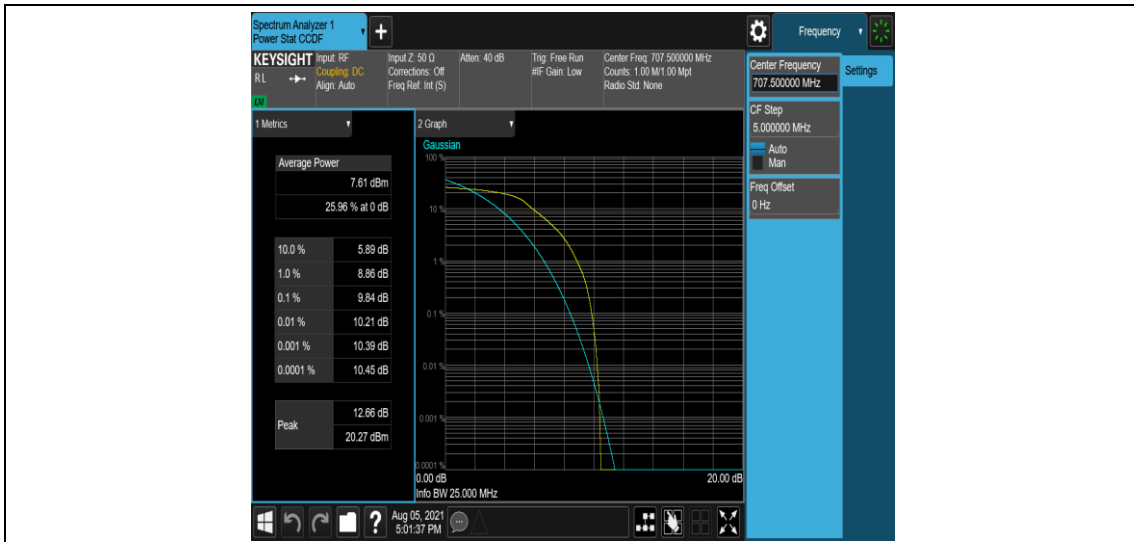 Spectrum Analyzer 1
Power Stat CCDF
Frequency
KEYSIGHT
RL
LM
Input: RF
Coupling: DC
Align: Auto
Input Z: 50 Ω
Corrections: Off
Freq Ref: Int (S)
Atten: 40 dB
Trig: Free Run
#IF Gain: Low
Center Freq: 707.500000 MHz
Counts: 1.00 M/1.00 Mpt
Radio Std: None
Center Frequency
707.500000 MHz
Settings
CF Step
5.000000 MHz
Auto
Man
Freq Offset
0 Hz
1 Metrics
Average Power
7.61 dBm
25.96 % at 0 dB
10.0 % 5.89 dB
1.0 % 8.86 dB
0.1 % 9.84 dB
0.01 % 10.21 dB
0.001 % 10.39 dB
0.0001 % 10.45 dB
Peak
12.66 dB
20.27 dBm
2 Graph
Gaussian
100 %
10 %
1 %
0.1 %
0.01 %
0.001 %
0.0001 %
0.00 dB 20.00 dB
Info BW 25.000 MHz
Aug 05, 2021
5:01:37 PM